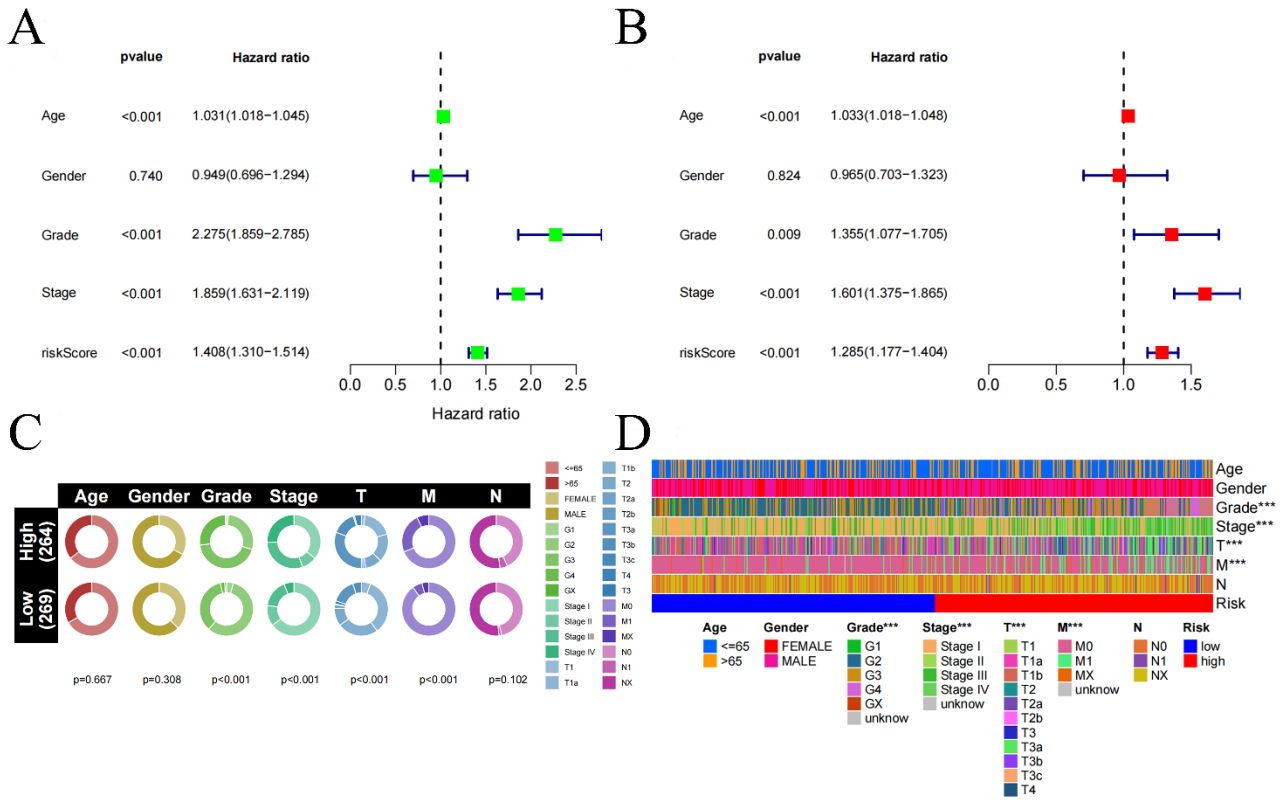 A
pvalue Hazard ratio
Age <0.001 1.031(1.018−1.045)
Gender 0.740 0.949(0.696−1.294)
Grade <0.001 2.275(1.859−2.785)
Stage <0.001 1.859(1.631−2.119)
riskScore <0.001 1.408(1.310−1.514)
0.0 0.5 1.0 1.5 2.0 2.5
Hazard ratio
B
pvalue Hazard ratio
Age <0.001 1.033(1.018−1.048)
Gender 0.824 0.965(0.703−1.323)
Grade 0.009 1.355(1.077−1.705)
Stage <0.001 1.601(1.375−1.865)
riskScore <0.001 1.285(1.177−1.404)
0.0 1.0 1.5
C
Age Gender Grade Stage T M N
High
(264)
Low
(269)
p=0.667 p=0.308 p<0.001 p<0.001 p<0.001 p<0.001 p=0.102
<=65
>65
FEMALE
MALE
G1
G2
G3
G4
GX
Stage I
Stage II
Stage III
Stage IV
T1
T1a
T1b
T2
T2a
T2b
T3a
T3b
T3c
T4
T3
M0
M1
MX
N0
N1
NX
D
Age
Gender
Grade***
Stage***
T***
M***
N
Risk
Age
<=65
>65
Gender
FEMALE
MALE
Grade***
G1
G2
G3
G4
GX
unknow
Stage***
Stage I
Stage II
Stage III
Stage IV
unknow
T***
T1
T1a
T1b
T2
T2a
T2b
T3
T3a
T3b
T3c
T4
M***
M0
M1
MX
unknow
N
N0
N1
NX
Risk
low
high